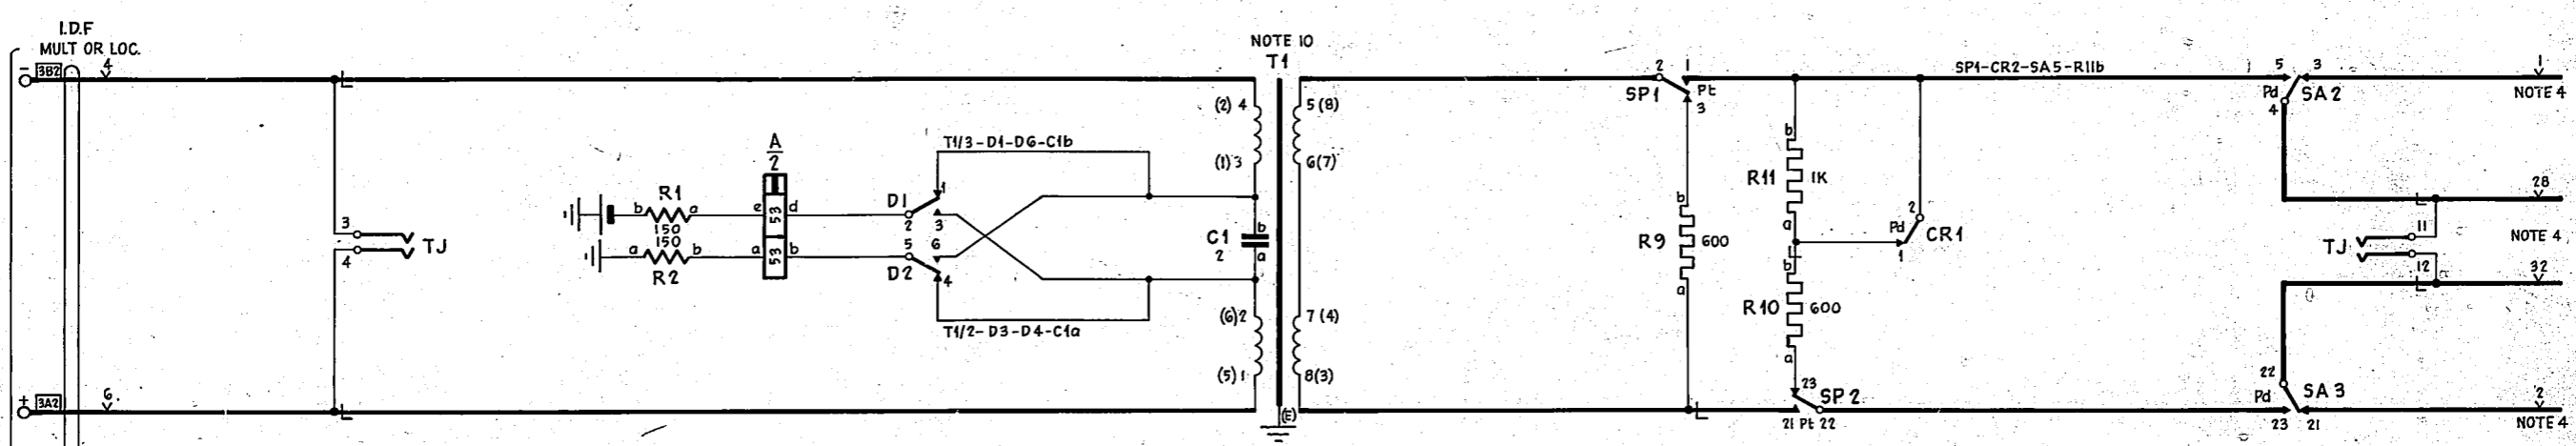 I.D.F
MULT OR LOC.
- 3B2 4
+ 3A2 6
3
4
TJ
R1
b a
150
150
a b
R2
A
2
e 53 d
a 53 b
D1
2
1
3
5 6
D2
4
T1/3-D1-D6-C1b
T1/2-D3-D4-C1a
C1
2
b
a
NOTE 10
T1
(2) 4
(1) 3
(6) 2
(5) 1
5 (8)
6 (7)
7 (4)
8 (3)
(E)
2 1
SP1 Pt
3
R9
b
600
a
R11
b
1K
a
1
R10
b
600
a
Pd 2
CR1
1
23
SP2
21 Pt 22
SP1-CR2-SA5-R11b
5 3
Pd
4
SA2
1
NOTE 4
28
11
TJ
NOTE 4
12
32
22
Pd
SA3
23 21
2
NOTE 4